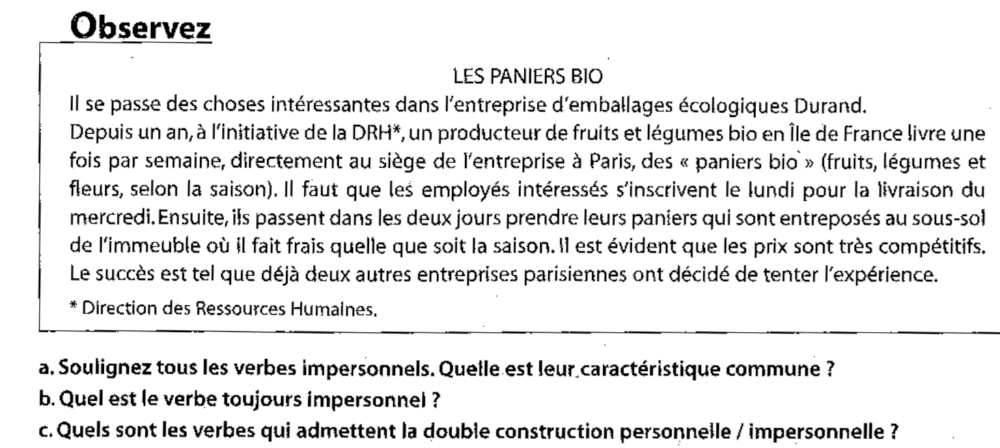 Observez
LES PANIERS BIO
Il se passe des choses intéressantes dans l'entreprise d'emballages écologiques Durand.
Depuis un an, à l'initiative de la DRH*, un producteur de fruits et légumes bio en Île de France livre une
fois par semaine, directement au siège de l'entreprise à Paris, des « paniers bio » (fruits, légumes et
fleurs, selon la saison). Il faut que les employés intéressés s'inscrivent le lundi pour la livraison du
mercredi. Ensuite, ils passent dans les deux jours prendre leurs paniers qui sont entreposés au sous-sol
de l'immeuble où il fait frais quelle que soit la saison. Il est évident que les prix sont très compétitifs.
Le succès est tel que déjà deux autres entreprises parisiennes ont décidé de tenter l'expérience.
* Direction des Ressources Humaines.
a. Soulignez tous les verbes impersonnels. Quelle est leur caractéristique commune ?
b. Quel est le verbe toujours impersonnel ?
c. Quels sont les verbes qui admettent la double construction personnelle / impersonnelle ?